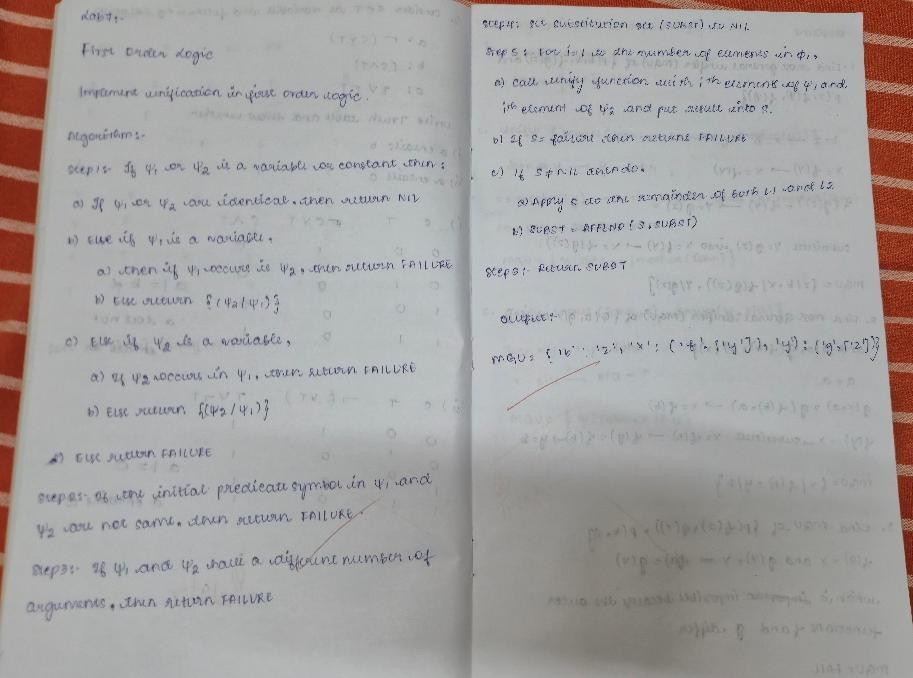 Lab 7:-
First Order Logic
Implement unification in first order logic.
Algorithm:-
Step1:- If Ψ1 or Ψ2 is a variable or constant then:
a) If Ψ1 or Ψ2 are identical, then return NIL
b) Else if Ψ1 is a variable,
a) then if Ψ1 occurs is Ψ2, then return FAILURE
b) Else return {(Ψ2/Ψ1)}
c) Else if Ψ2 is a variable,
a) If Ψ2 occurs in Ψ1, then return FAILURE
b) Else return {(Ψ2/Ψ1)}
d) Else return FAILURE
Step2:- If the initial predicate symbol in Ψ1 and
Ψ2 are not same, then return FAILURE.
Step3:- If Ψ1 and Ψ2 have a different number of
arguments, then return FAILURE
Step4:- Set substitution set (SUBST) to NIL
Step5:- For i=1 to the number of elements in Ψ1,
a) call unify function with ith element of Ψ1 and
ith element of Ψ2 and put result into S.
b) If S = failure then returns FAILURE
c) If S ≠ NIL then do,
a) Apply S to the remainder of both L1 and L2
b) SUBST = APPEND(S, SUBST)
Step6:- Return SUBST
Output:-
MGU = { 'b' : 'z', 'x' : ('f', ['y']), 'y') : ('g', ['z'])}